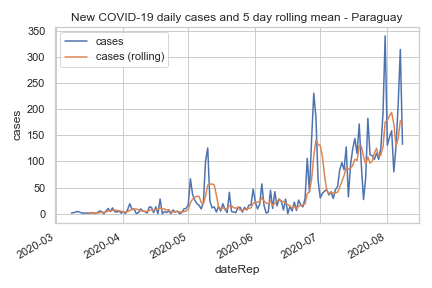 New COVID-19 daily cases and 5 day rolling mean - Paraguay
cases
cases (rolling)
350
300
250
200
150
100
50
0
cases
2020-03
2020-04
2020-05
2020-06
2020-07
2020-08
dateRep